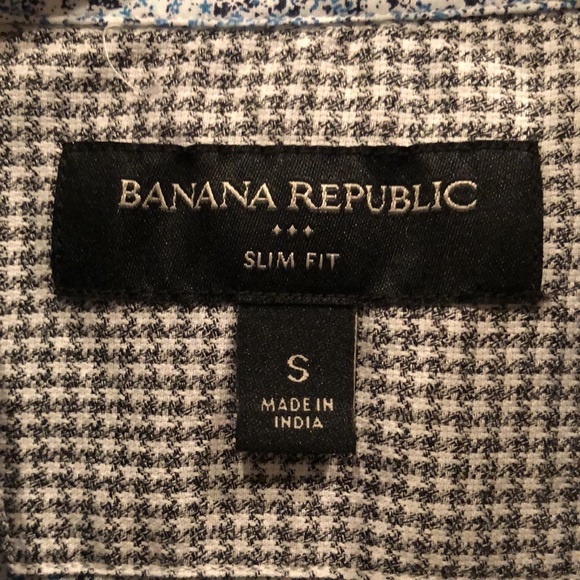 BANANA REPUBLIC
SLIM FIT
S
MADE IN
INDIA